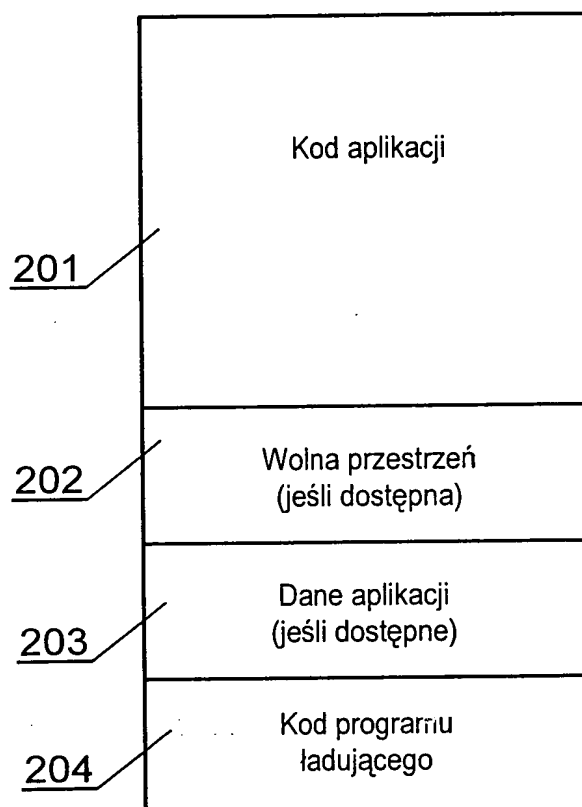 Kod aplikacji
201
Wolna przestrzeń
(jeśli dostępna)
202
Dane aplikacji
(jeśli dostępne)
203
Kod programu
ładującego
204